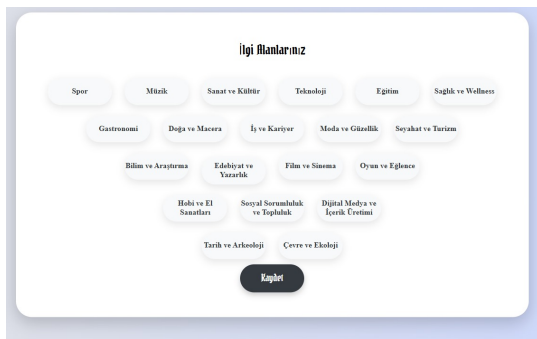 İlgi Alanlarınız
Spor
Müzik
Sanat ve Kültür
Teknoloji
Eğitim
Sağlık ve Wellness
Gastronomi
Doğa ve Macera
İş ve Kariyer
Moda ve Güzellik
Seyahat ve Turizm
Bilim ve Araştırma
Edebiyat ve
Yazarlık
Film ve Sinema
Oyun ve Eğlence
Hobi ve El
Sanatları
Sosyal Sorumluluk
ve Topluluk
Dijital Medya ve
İçerik Üretimi
Tarih ve Arkeoloji
Çevre ve Ekoloji
Kaydet